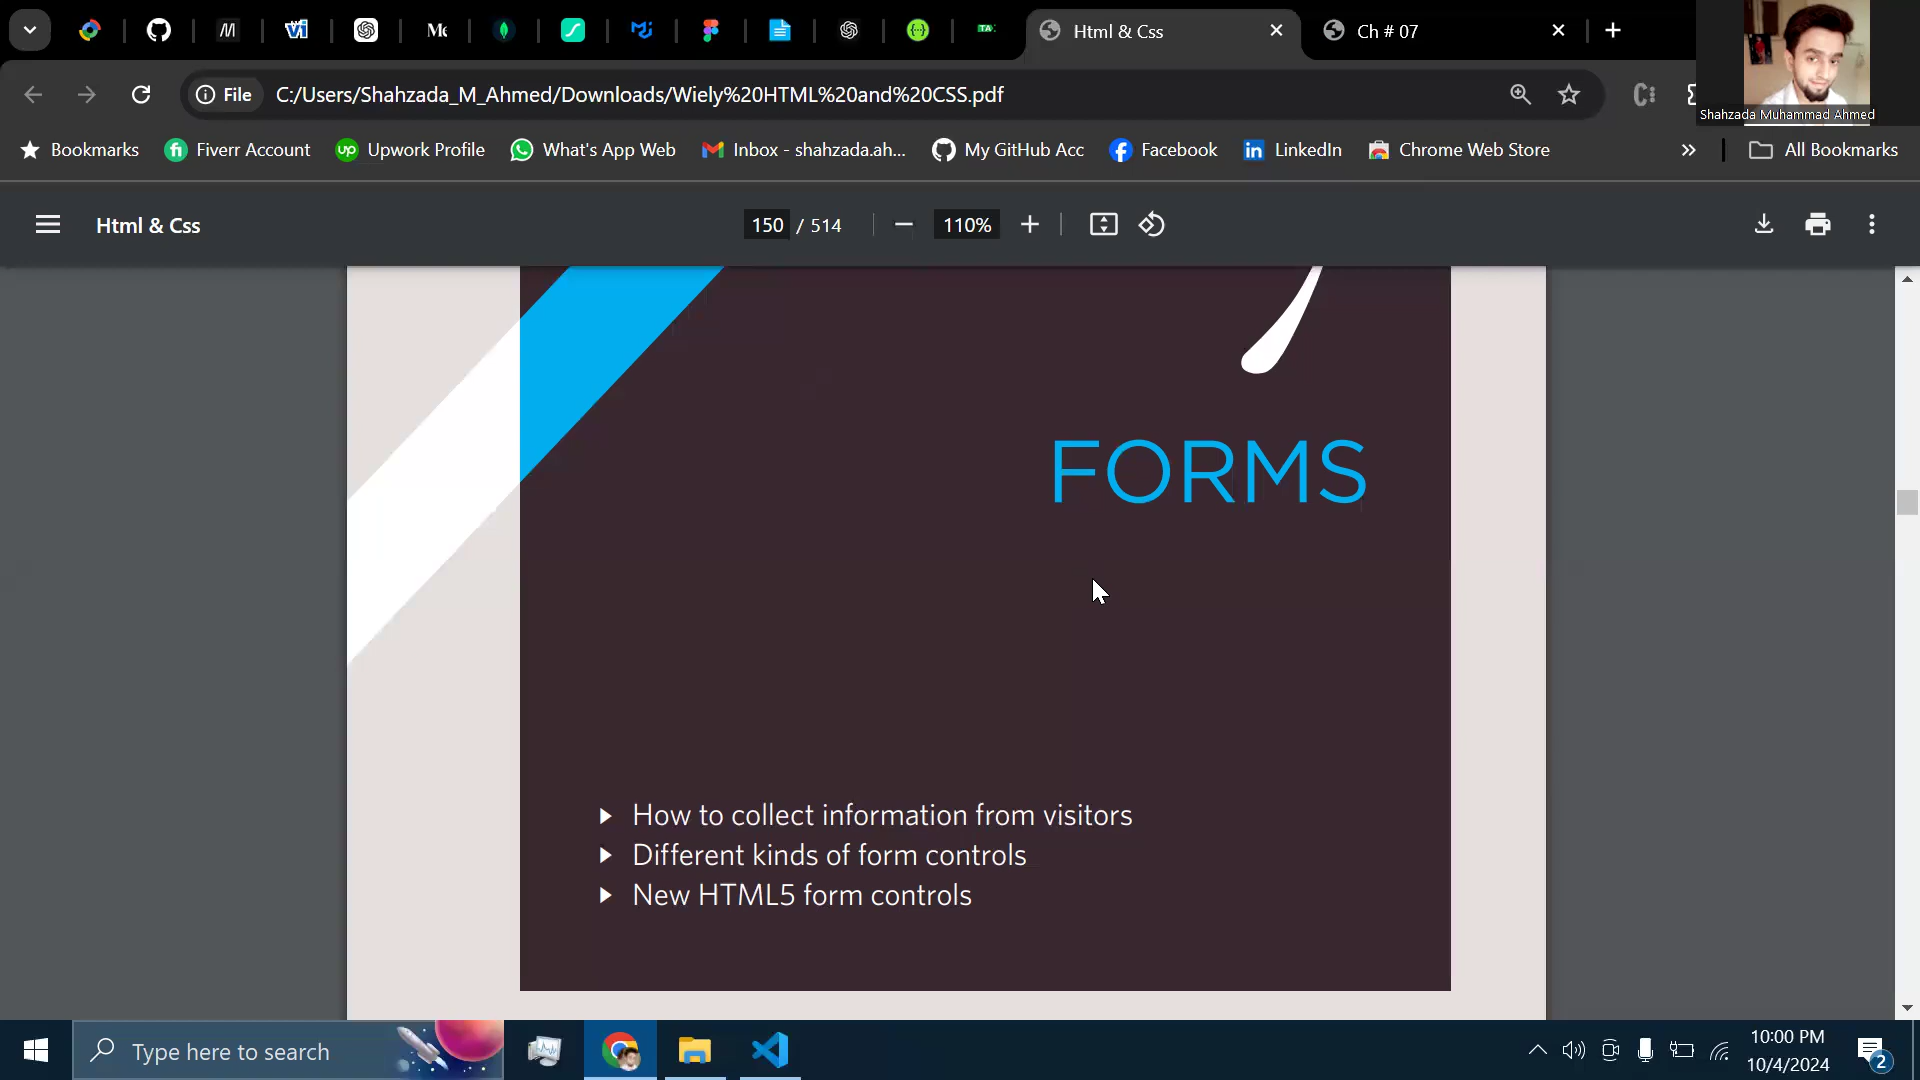 Html & Css
Ch # 07
File
C:/Users/Shahzada_M_Ahmed/Downloads/Wiely%20HTML%20and%20CSS.pdf
Shahzada Muhammad Ahmed
Bookmarks
Fiverr Account
up
Upwork Profile
What's App Web
Inbox - shahzada.ah...
My GitHub Acc
Facebook
in
LinkedIn
Chrome Web Store
All Bookmarks
Html & Css
150 / 514
110%
FORMS
How to collect information from visitors
Different kinds of form controls
New HTML5 form controls
Type here to search
10:00 PM
10/4/2024
2